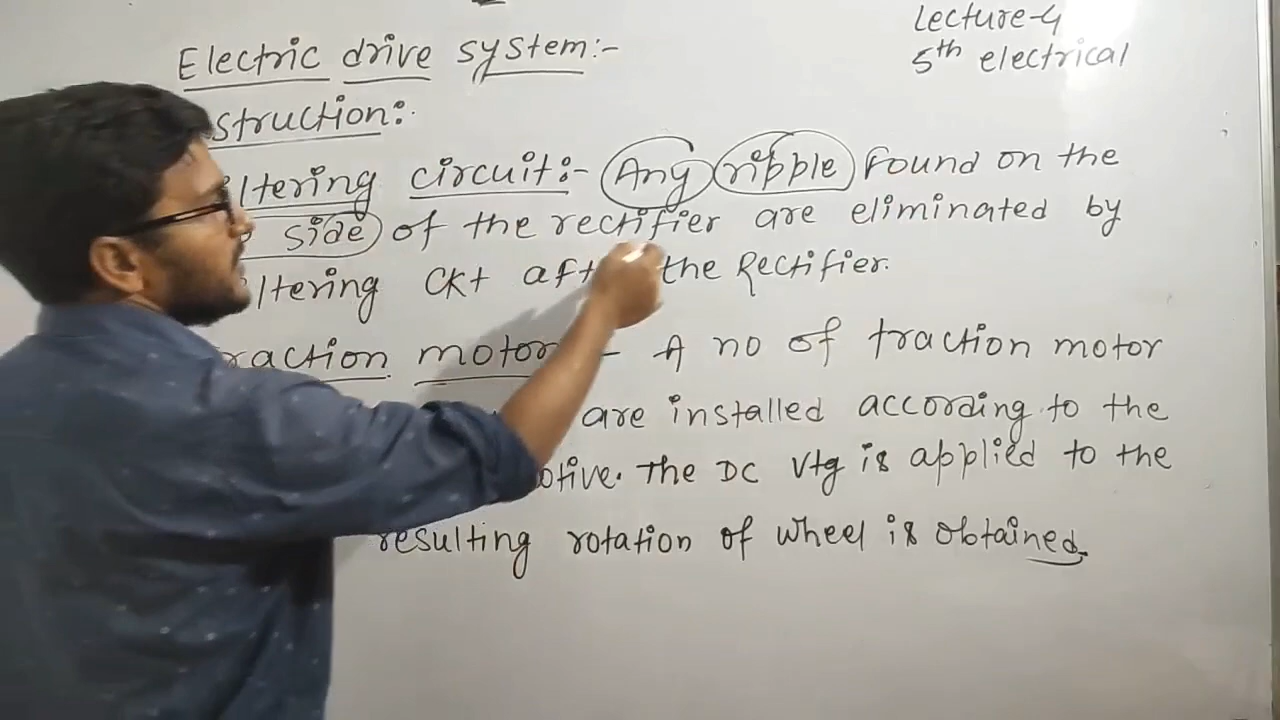 Lecture-4
5th electrical
Electric drive system:-
struction:-
ltering circuit:- Any ripple found on the
side of the rectifier are eliminated by
ltering ckt aft the Rectifier.
raction motor - A no of traction motor
are installed according to the
otive. The DC Vtg is applied to the
resulting rotation of wheel is obtained.